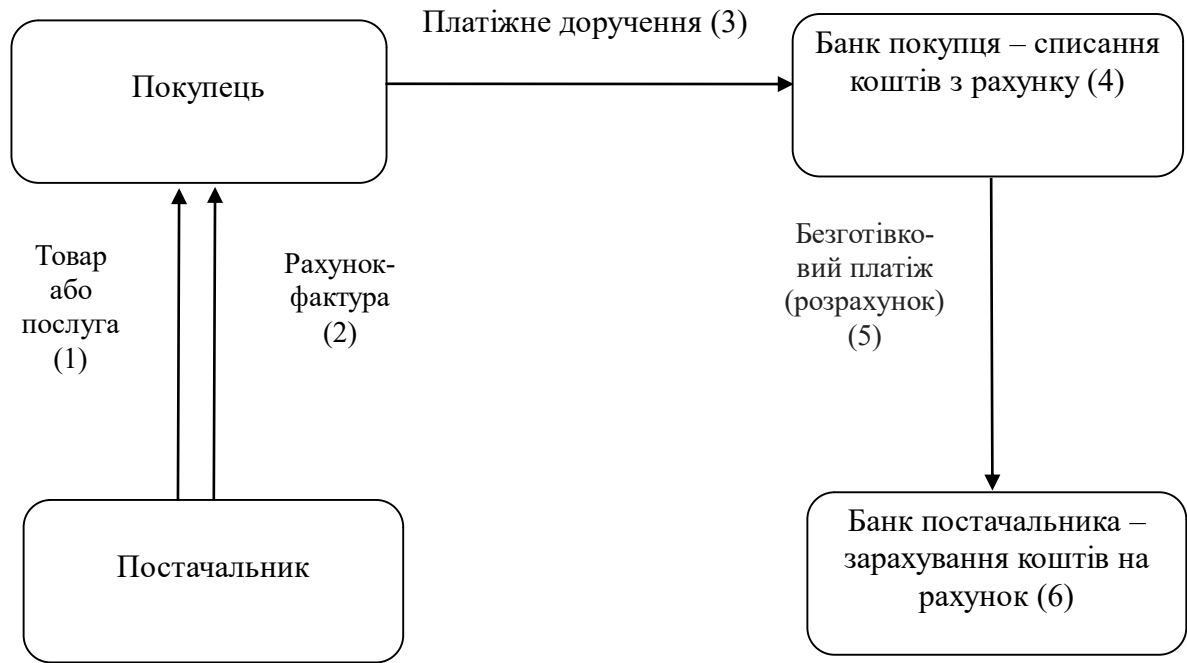 Платіжне доручення (3)
Покупець
Банк покупця – списання
коштів з рахунку (4)
Товар
або
послуга
(1)
Рахунок-
фактура
(2)
Безготівко-
вий платіж
(розрахунок)
(5)
Постачальник
Банк постачальника –
зарахування коштів на
рахунок (6)